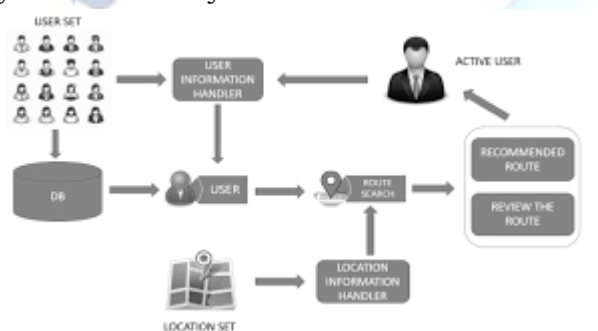 USER SET
USER
INFORMATION
HANDLER
ACTIVE USER
RECOMMENDED
ROUTE
DB
USER
ROUTE
SEARCH
REVIEW THE
ROUTE
LOCATION
INFORMATION
HANDLER
LOCATION SET